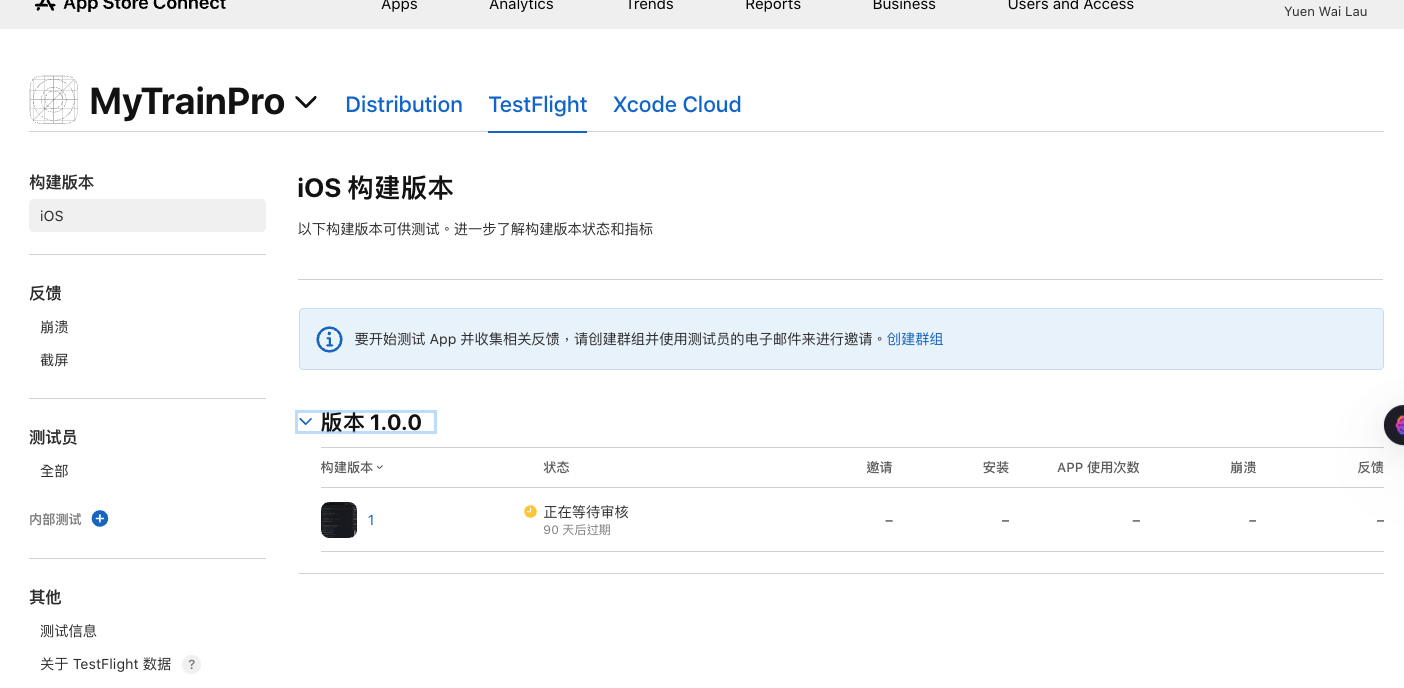 App Store Connect
Apps
Analytics
Trends
Reports
Business
Users and Access
Yuen Wai Lau
MyTrainPro
Distribution
TestFlight
Xcode Cloud
构建版本
iOS
反馈
崩溃
截屏
测试员
全部
内部测试
其他
测试信息
关于 TestFlight 数据 ?
iOS 构建版本
以下构建版本可供测试。进一步了解构建版本状态和指标
要开始测试 App 并收集相关反馈，请创建群组并使用测试员的电子邮件来进行邀请。创建群组
版本 1.0.0
构建版本 状态 邀请 安装 APP 使用次数 崩溃 反馈
1 正在等待审核 – – – – –
90 天后过期